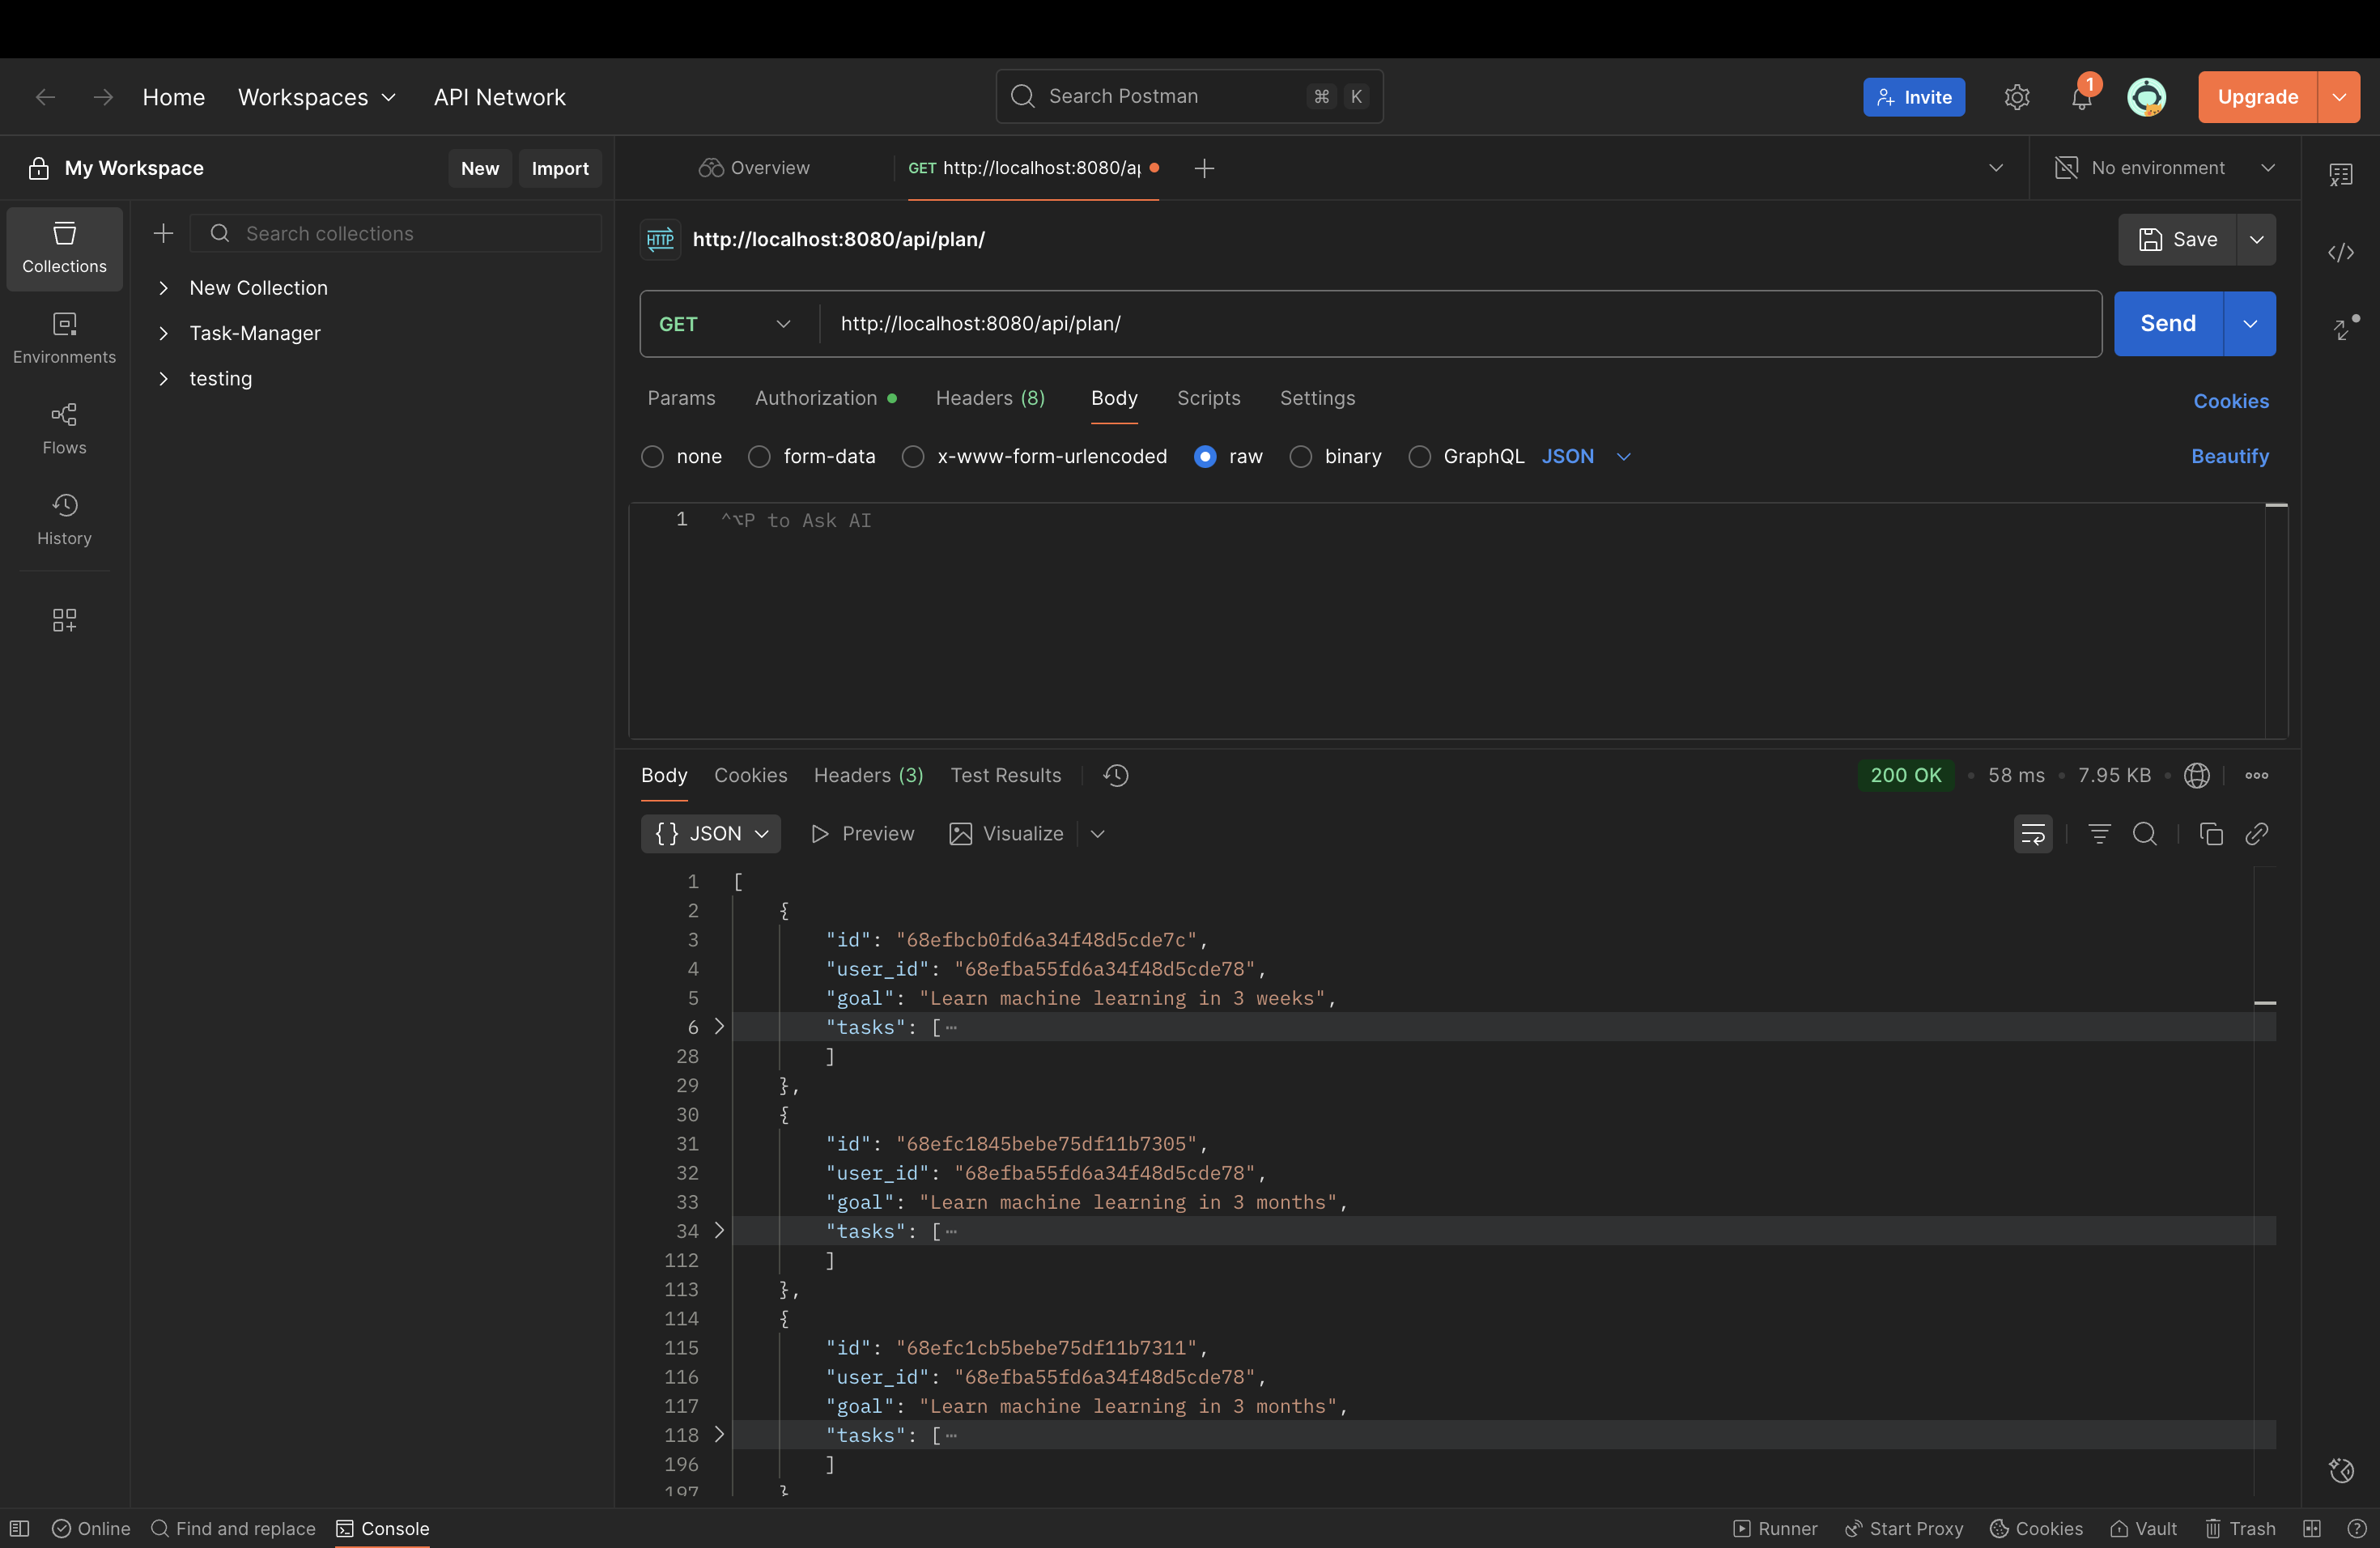 Home Workspaces API Network Search Postman ⌘ K Invite 1 Upgrade
My Workspace New Import
Overview GET http://localhost:8080/ap No environment
Collections
Environments
Flows
History
Search collections
New Collection
Task-Manager
testing
HTTP http://localhost:8080/api/plan/ Save
GET http://localhost:8080/api/plan/ Send
Params Authorization Headers (8) Body Scripts Settings Cookies
none form-data x-www-form-urlencoded raw binary GraphQL JSON Beautify
1 ^⌥P to Ask AI
Body Cookies Headers (3) Test Results 200 OK • 58 ms • 7.95 KB •
{} JSON Preview Visualize
1 [
2 {
3 "id": "68efbcb0fd6a34f48d5cde7c",
4 "user_id": "68efba55fd6a34f48d5cde78",
5 "goal": "Learn machine learning in 3 weeks",
6 "tasks": [⋯
28 ]
29 },
30 {
31 "id": "68efc1845bebe75df11b7305",
32 "user_id": "68efba55fd6a34f48d5cde78",
33 "goal": "Learn machine learning in 3 months",
34 "tasks": [⋯
112 ]
113 },
114 {
115 "id": "68efc1cb5bebe75df11b7311",
116 "user_id": "68efba55fd6a34f48d5cde78",
117 "goal": "Learn machine learning in 3 months",
118 "tasks": [⋯
196 ]
197 }
Online Find and replace Console Runner Start Proxy Cookies Vault Trash